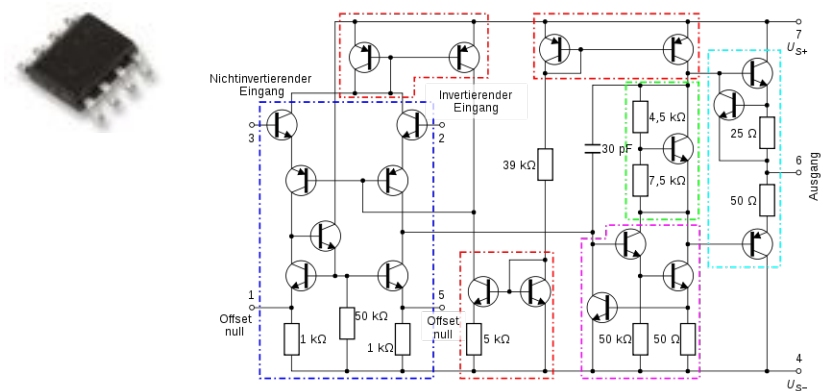 7
U_S+
Nichtinvertierender
Eingang
Invertierender
Eingang
3
2
4,5 kΩ
30 pF
39 kΩ
7,5 kΩ
25 Ω
6
Ausgang
50 Ω
1
Offset
null
5
Offset
null
50 kΩ
1 kΩ
1 kΩ
5 kΩ
50 kΩ
50 Ω
4
U_S−